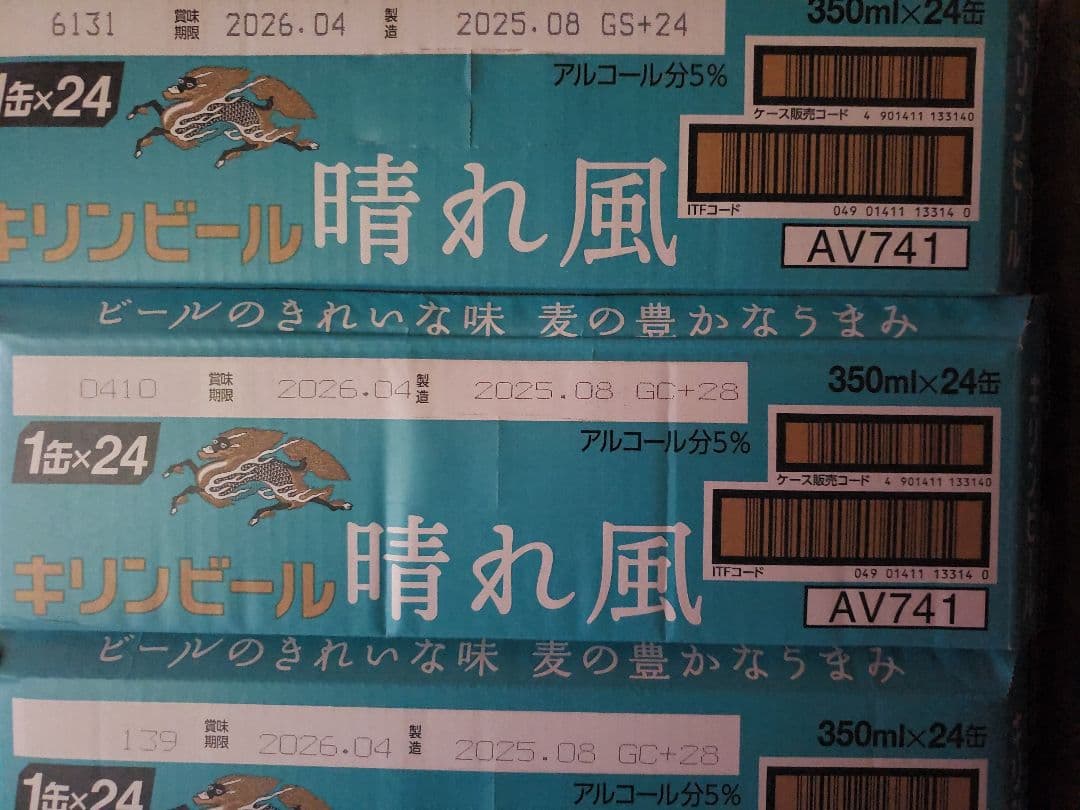 6131 賞味期限 2026.04 製造 2025.08 GS+24
350ml×24缶
アルコール分5%
缶×24
ケース販売コード 4 901411 133140
ITFコード 049 01411 13314 0
AV741
キリンビール 晴れ風
ビールのきれいな味 麦の豊かなうまみ
0410 賞味期限 2026.04 製造 2025.08 GC+28
350ml×24缶
アルコール分5%
1缶×24
ケース販売コード 4 901411 133140
ITFコード 049 01411 13314 0
AV741
キリンビール 晴れ風
ビールのきれいな味 麦の豊かなうまみ
139 賞味期限 2026.04 製造 2025.08 GC+28
350ml×24缶
アルコール分5%
1缶×24